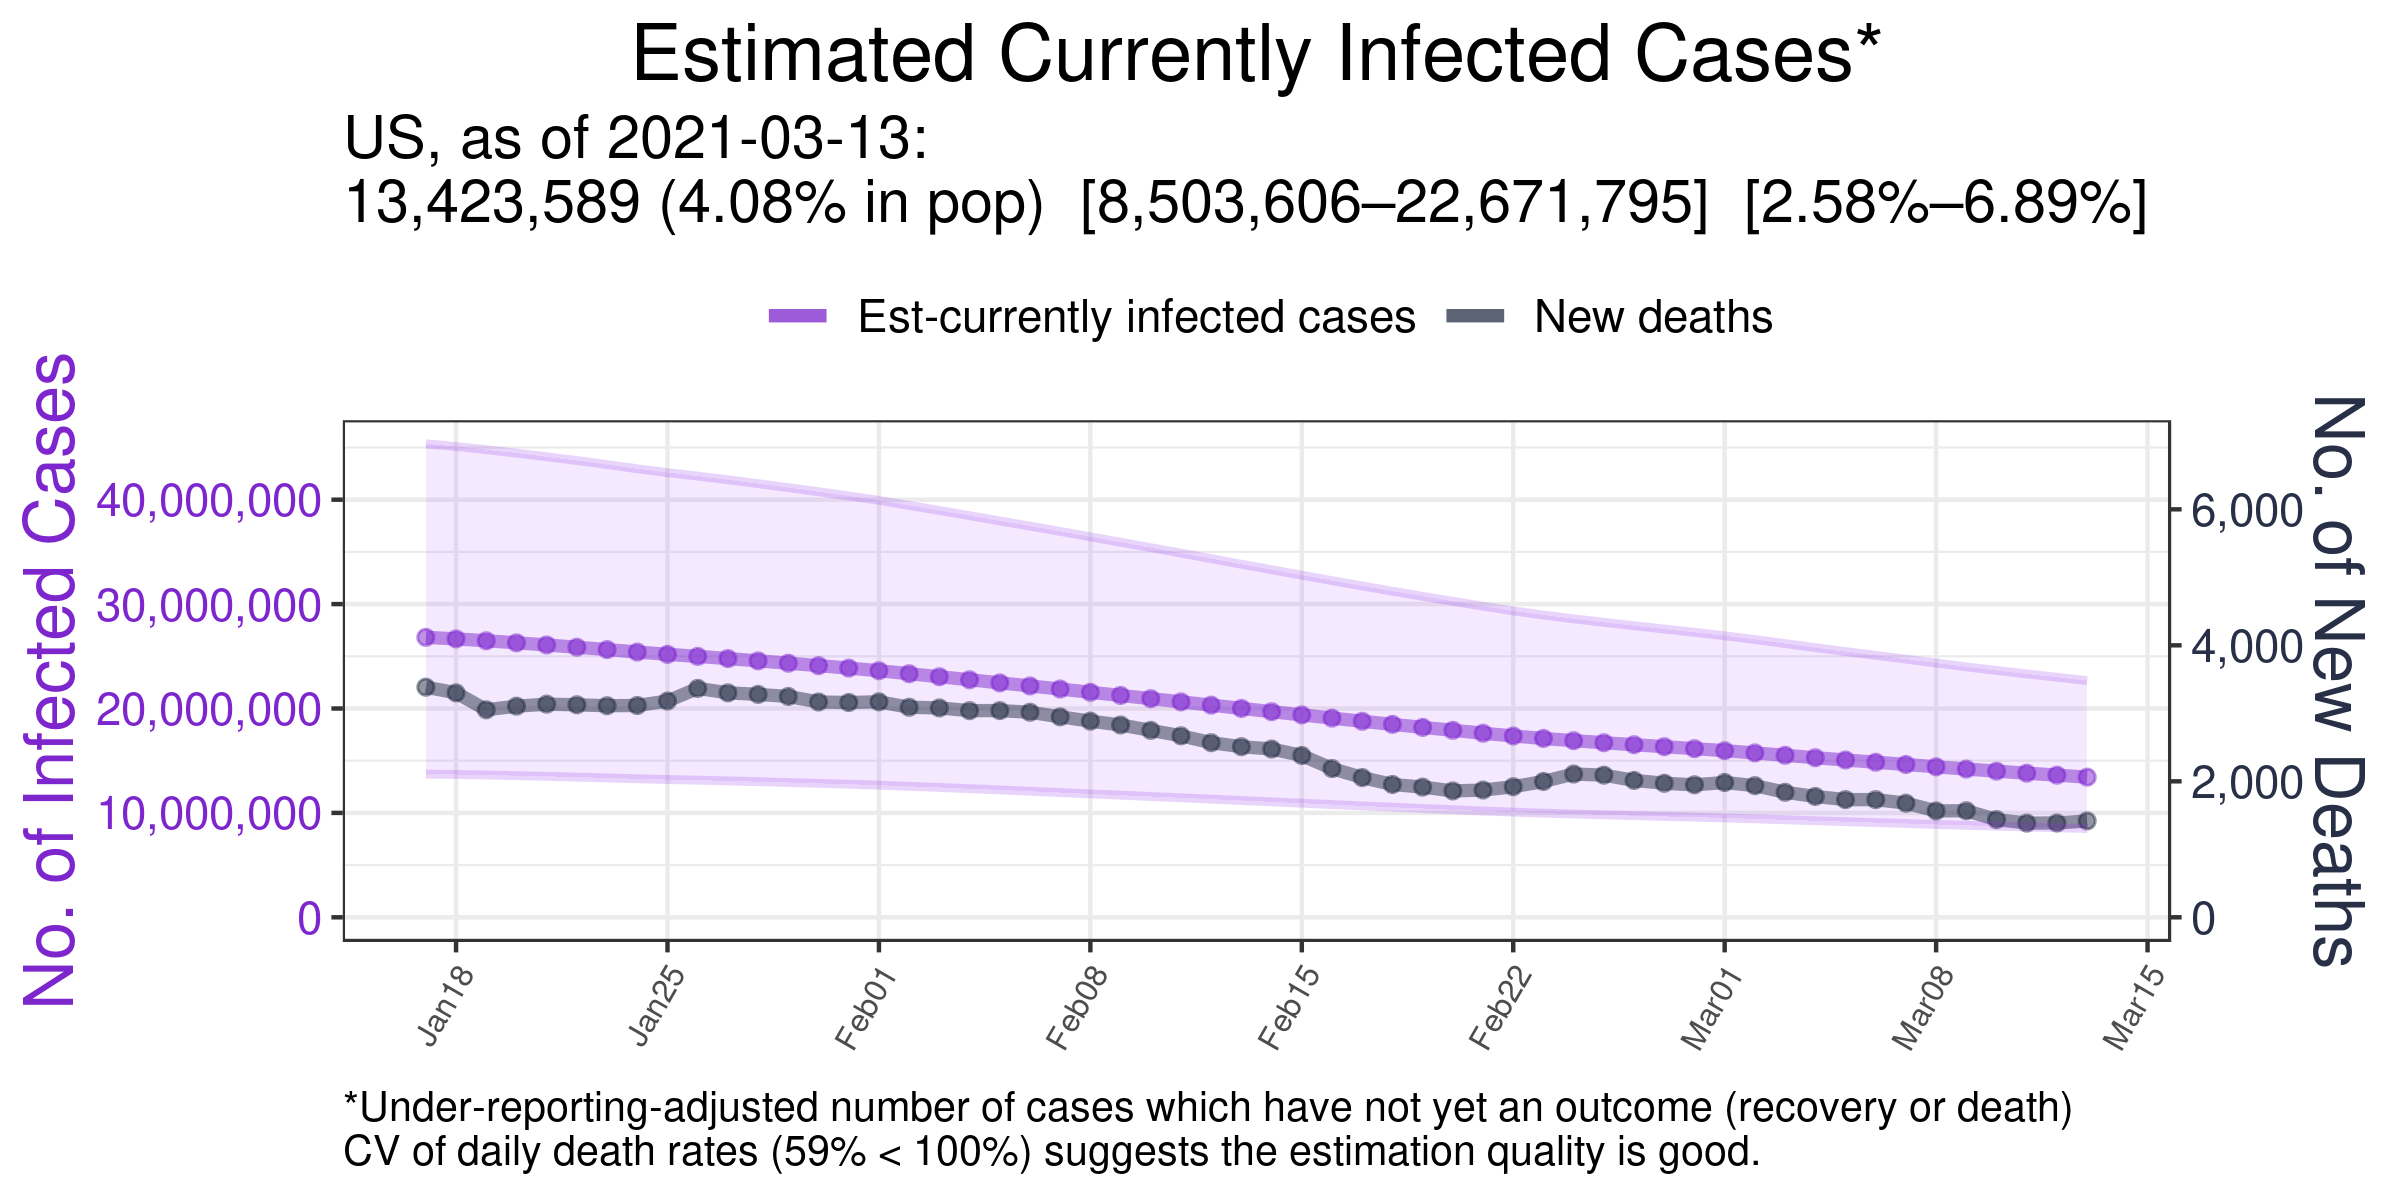 Estimated Currently Infected Cases*
US, as of 2021-03-13:
13,423,589 (4.08% in pop) [8,503,606–22,671,795] [2.58%–6.89%]
Est-currently infected cases New deaths
No. of Infected Cases
40,000,000
30,000,000
20,000,000
10,000,000
0
6,000
4,000
2,000
0
No. of New Deaths
Jan18 Jan25 Feb01 Feb08 Feb15 Feb22 Mar01 Mar08 Mar15
*Under-reporting-adjusted number of cases which have not yet an outcome (recovery or death)
CV of daily death rates (59% < 100%) suggests the estimation quality is good.